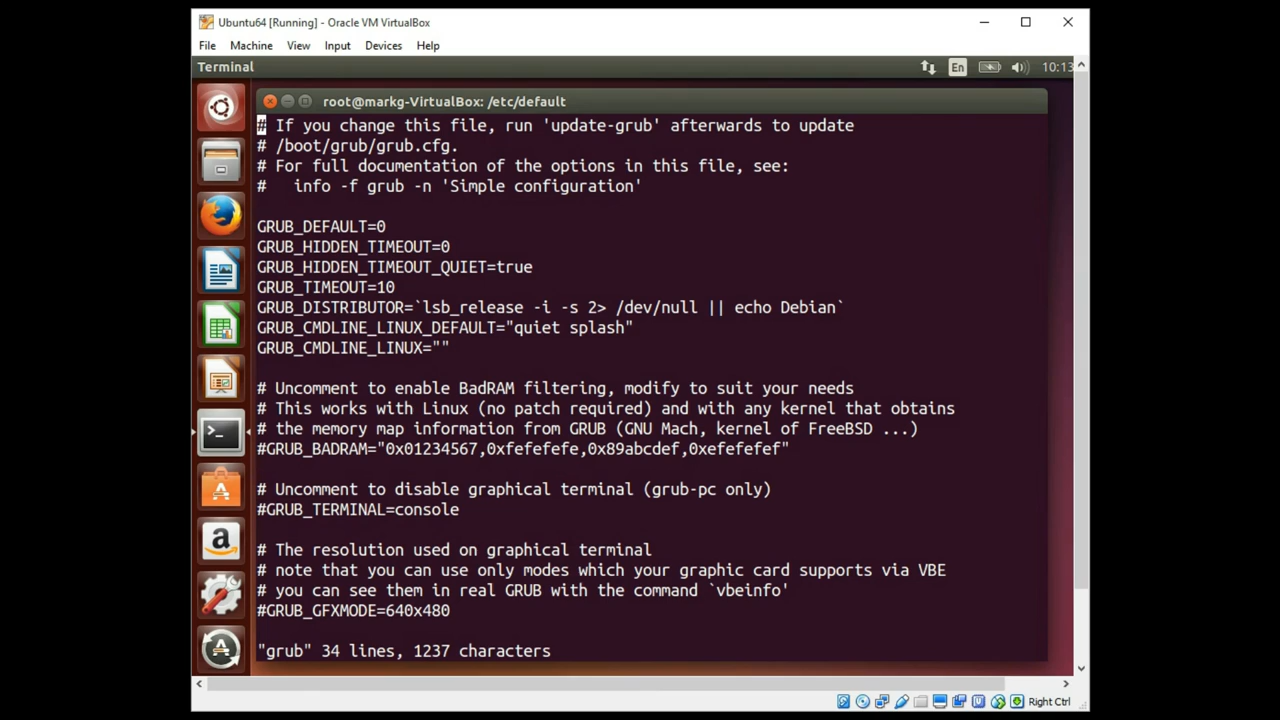 Ubuntu64 [Running] - Oracle VM VirtualBox
File Machine View Input Devices Help
Terminal En 10:13
root@markg-VirtualBox: /etc/default
# If you change this file, run 'update-grub' afterwards to update
# /boot/grub/grub.cfg.
# For full documentation of the options in this file, see:
#   info -f grub -n 'Simple configuration'
GRUB_DEFAULT=0
GRUB_HIDDEN_TIMEOUT=0
GRUB_HIDDEN_TIMEOUT_QUIET=true
GRUB_TIMEOUT=10
GRUB_DISTRIBUTOR=`lsb_release -i -s 2> /dev/null || echo Debian`
GRUB_CMDLINE_LINUX_DEFAULT="quiet splash"
GRUB_CMDLINE_LINUX=""
# Uncomment to enable BadRAM filtering, modify to suit your needs
# This works with Linux (no patch required) and with any kernel that obtains
# the memory map information from GRUB (GNU Mach, kernel of FreeBSD ...)
#GRUB_BADRAM="0x01234567,0xfefefefe,0x89abcdef,0xefefefef"
# Uncomment to disable graphical terminal (grub-pc only)
#GRUB_TERMINAL=console
# The resolution used on graphical terminal
# note that you can use only modes which your graphic card supports via VBE
# you can see them in real GRUB with the command `vbeinfo'
#GRUB_GFXMODE=640x480
"grub" 34 lines, 1237 characters
Right Ctrl